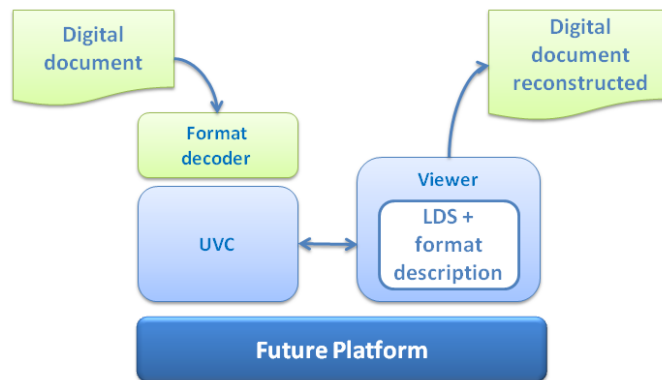 Digital
document
Digital
document
reconstructed
Format
decoder
Viewer
UVC
LDS +
format
description
Future Platform